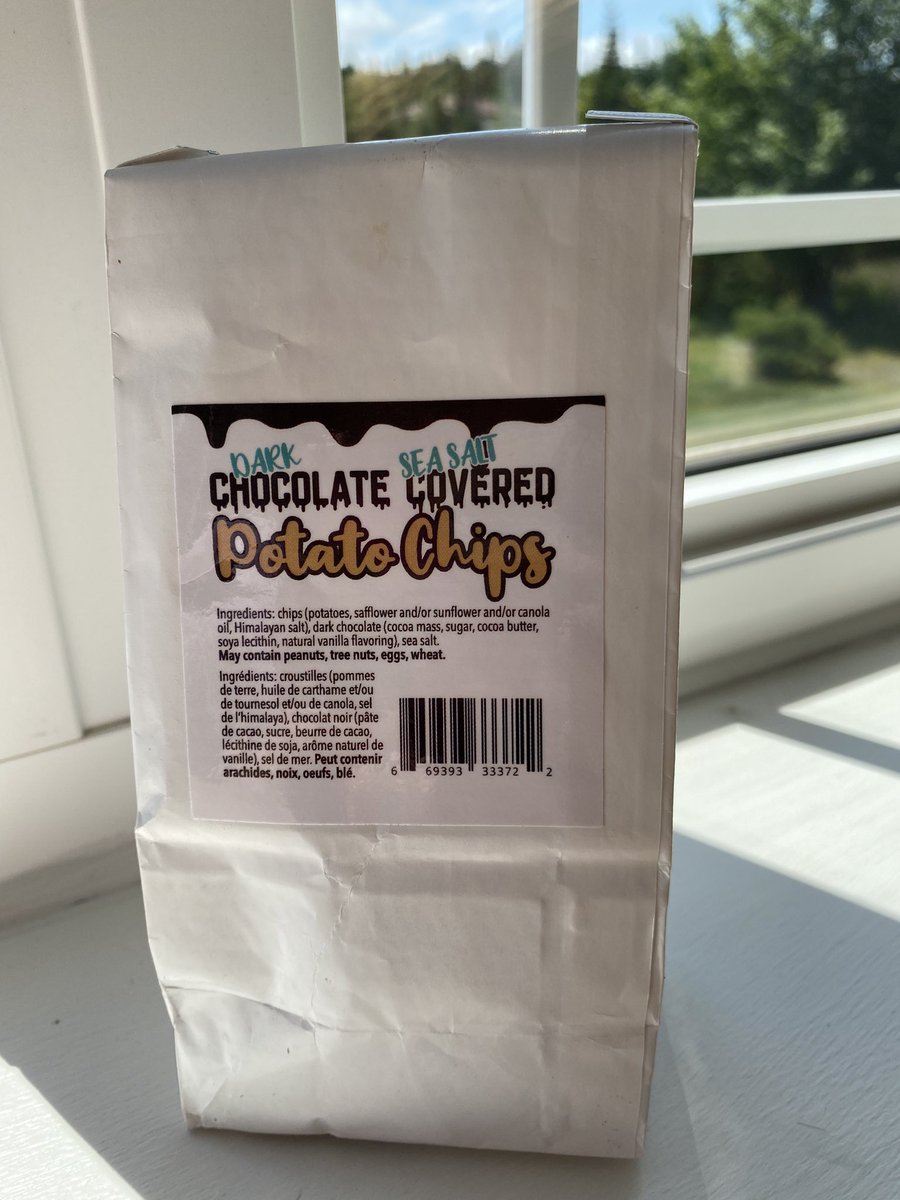 DARK SEA SALT
CHOCOLATE COVERED
Potato Chips
Ingredients: chips (potatoes, safflower and/or sunflower and/or canola
oil, Himalayan salt), dark chocolate (cocoa mass, sugar, cocoa butter,
soya lecithin, natural vanilla flavoring), sea salt.
May contain peanuts, tree nuts, eggs, wheat.
Ingrédients: croustilles (pommes
de terre, huile de carthame et/ou
de tournesol et/ou de canola, sel
de l'himalaya), chocolat noir (pâte
de cacao, sucre, beurre de cacao,
lécithine de soja, arôme naturel de
vanille), sel de mer. Peut contenir
arachides, noix, oeufs, blé.
6 69393 33372 2